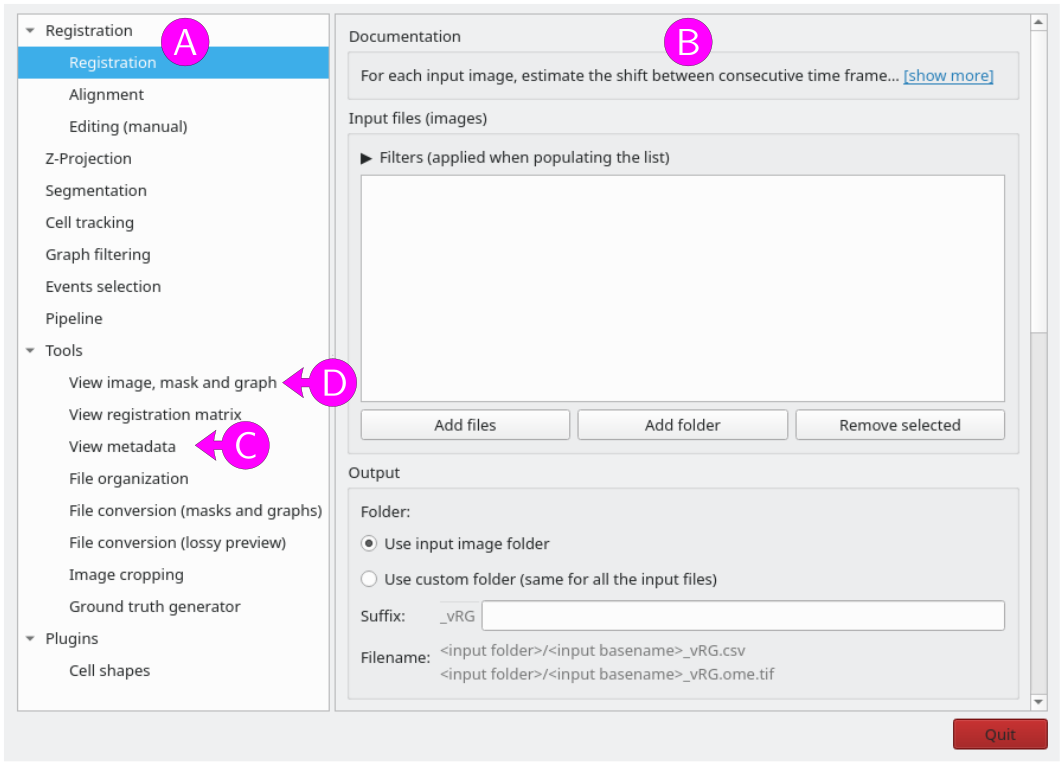 Registration
A
Registration
Alignment
Editing (manual)
Z-Projection
Segmentation
Cell tracking
Graph filtering
Events selection
Pipeline
Tools
View image, mask and graph
D
View registration matrix
View metadata
C
File organization
File conversion (masks and graphs)
File conversion (lossy preview)
Image cropping
Ground truth generator
Plugins
Cell shapes
Documentation
B
For each input image, estimate the shift between consecutive time frame... [show more]
Input files (images)
Filters (applied when populating the list)
Add files Add folder Remove selected
Output
Folder:
Use input image folder
Use custom folder (same for all the input files)
Suffix: _vRG
Filename: <input folder>/<input basename>_vRG.csv
<input folder>/<input basename>_vRG.ome.tif
Quit